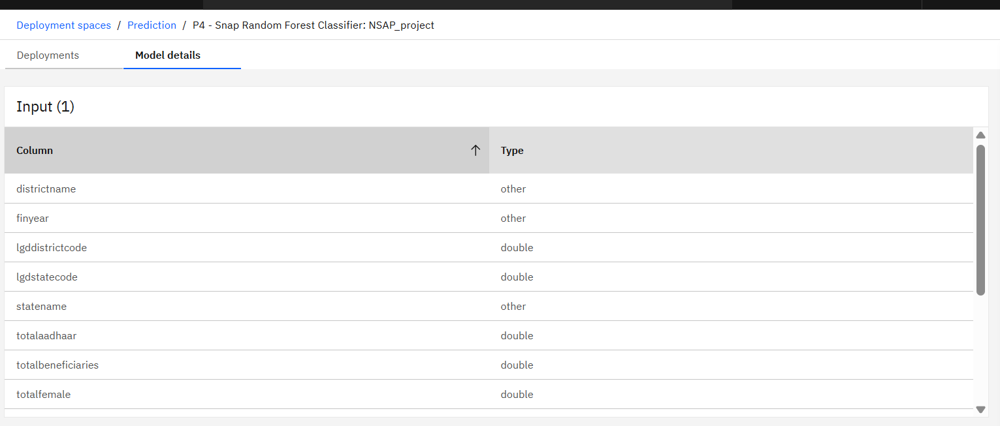 Deployment spaces / Prediction / P4 - Snap Random Forest Classifier: NSAP_project
Deployments Model details
Input (1)
Column Type
districtname other
finyear other
lgddistrictcode double
lgdstatecode double
statename other
totalaadhaar double
totalbeneficiaries double
totalfemale double